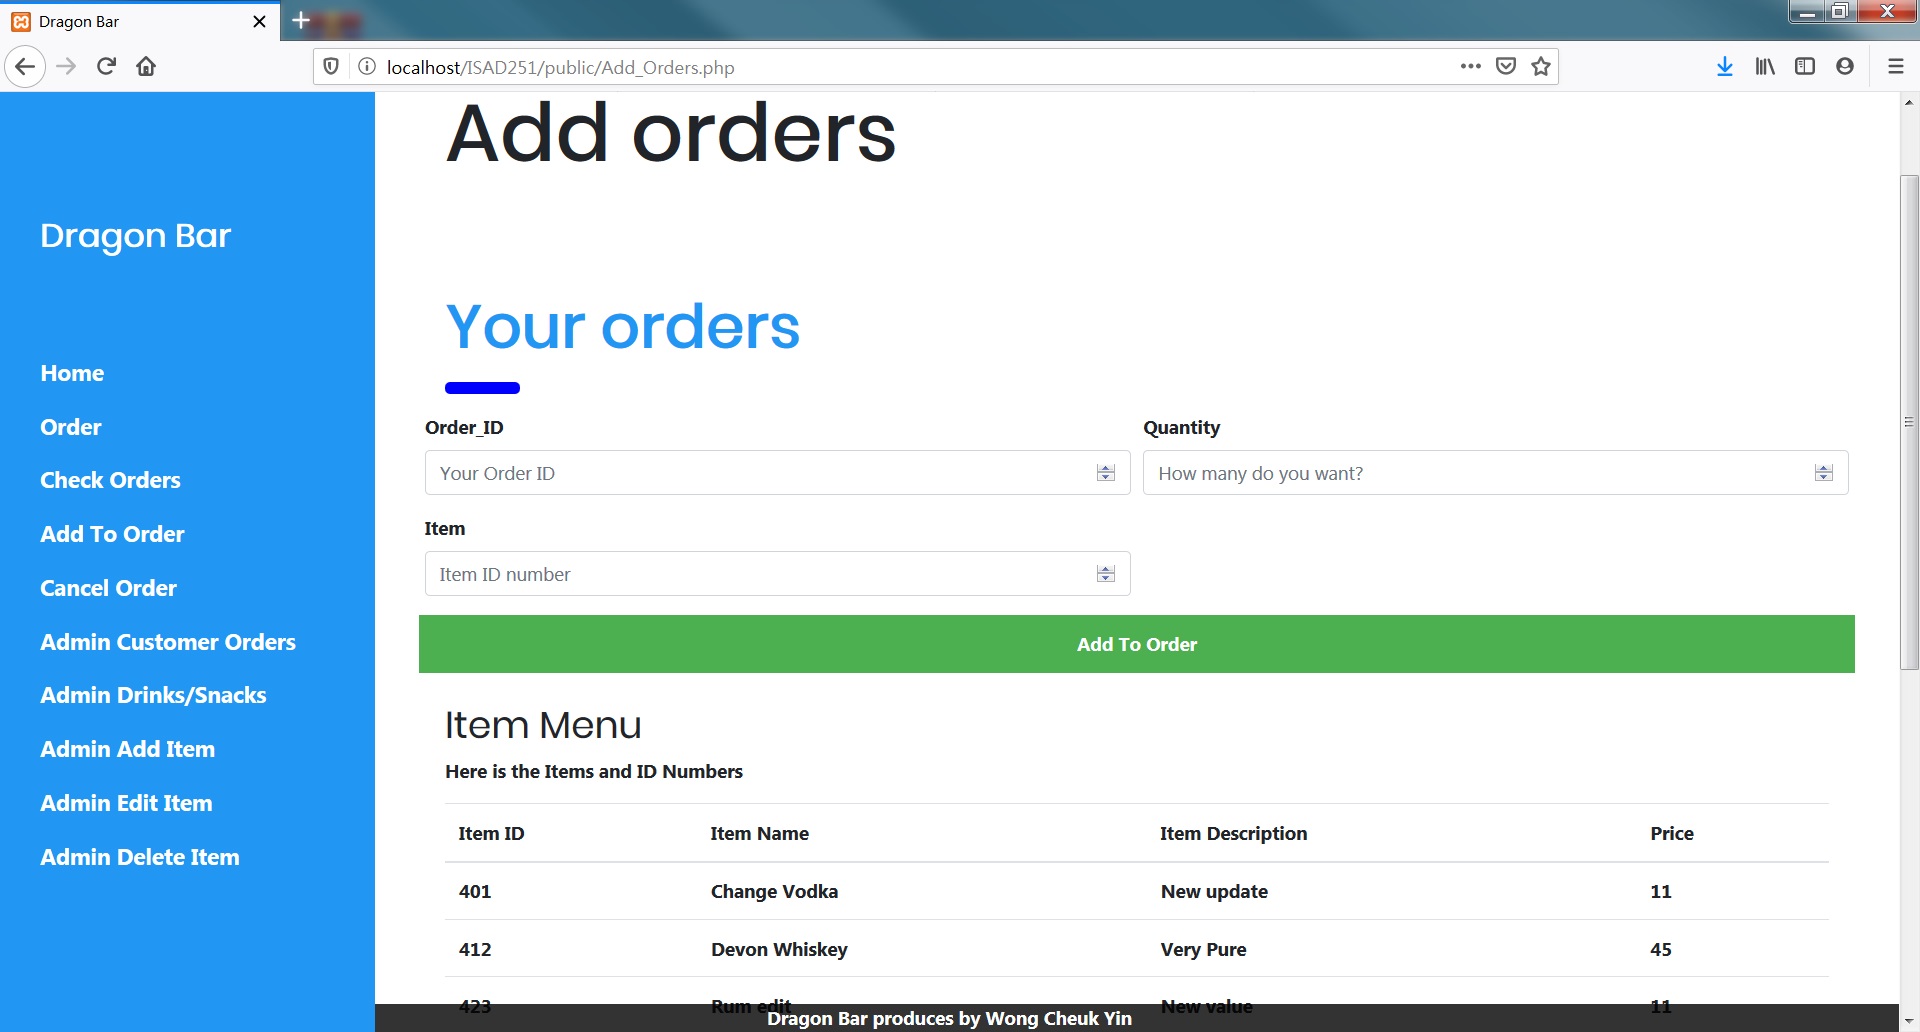 Dragon Bar
localhost/ISAD251/public/Add_Orders.php
Dragon Bar
Home
Order
Check Orders
Add To Order
Cancel Order
Admin Customer Orders
Admin Drinks/Snacks
Admin Add Item
Admin Edit Item
Admin Delete Item
Add orders
Your orders
Order_ID Quantity
Your Order ID How many do you want?
Item
Item ID number
Add To Order
Item Menu
Here is the Items and ID Numbers
Item ID Item Name Item Description Price
401 Change Vodka New update 11
412 Devon Whiskey Very Pure 45
423 Rum edit New value 11
Dragon Bar produces by Wong Cheuk Yin